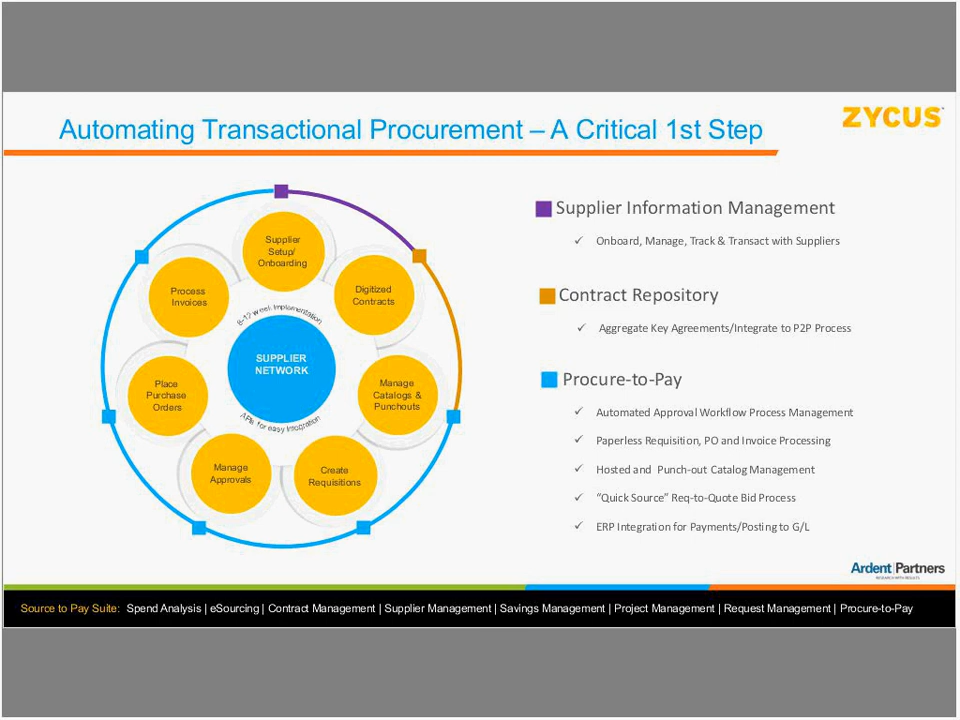 Automating Transactional Procurement – A Critical 1st Step
ZYCUS™
Supplier
Setup/
Onboarding
Digitized
Contracts
Manage
Catalogs &
Punchouts
Create
Requisitions
Manage
Approvals
Place
Purchase
Orders
Process
Invoices
8-12 week Implementation
SUPPLIER
NETWORK
APIs for easy Integration
Supplier Information Management
✓ Onboard, Manage, Track & Transact with Suppliers
Contract Repository
✓ Aggregate Key Agreements/Integrate to P2P Process
Procure-to-Pay
✓ Automated Approval Workflow Process Management
✓ Paperless Requisition, PO and Invoice Processing
✓ Hosted and Punch-out Catalog Management
✓ “Quick Source” Req-to-Quote Bid Process
✓ ERP Integration for Payments/Posting to G/L
Ardent|Partners
RESEARCH WITH RESULTS
Source to Pay Suite: Spend Analysis | eSourcing | Contract Management | Supplier Management | Savings Management | Project Management | Request Management | Procure-to-Pay